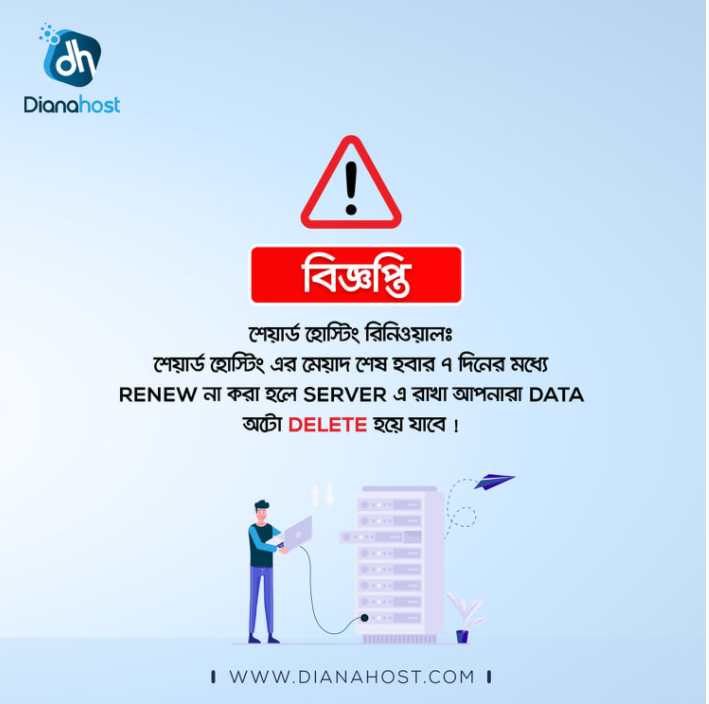 dh
Dianahost
!
বিজ্ঞপ্তি
শেয়ার্ড হোস্টিং রিনিওয়ালঃ
শেয়ার্ড হোস্টিং এর মেয়াদ শেষ হবার ৭ দিনের মধ্যে
RENEW না করা হলে SERVER এ রাখা আপনারা DATA
অটো DELETE হয়ে যাবে !
WWW.DIANAHOST.COM